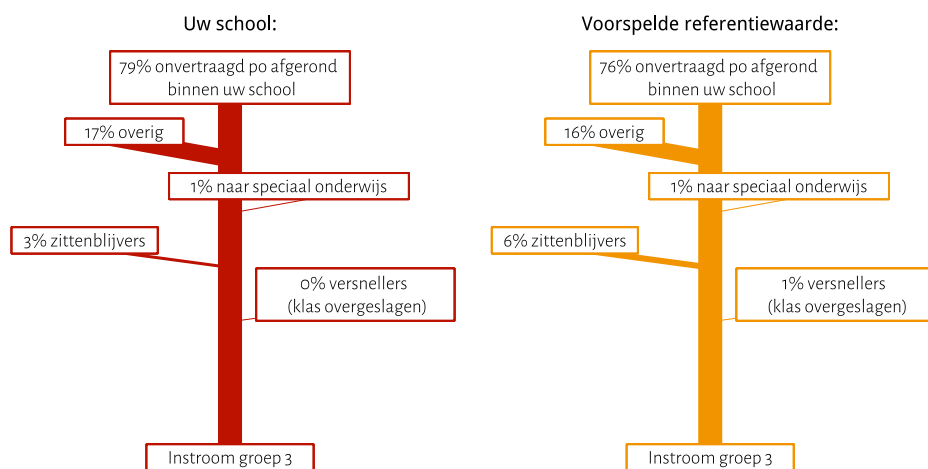 Uw school:
79% onvertraagd po afgerond
binnen uw school
17% overig
1% naar speciaal onderwijs
3% zittenblijvers
0% versnellers
(klas overgeslagen)
Instroom groep 3
Voorspelde referentiewaarde:
76% onvertraagd po afgerond
binnen uw school
16% overig
1% naar speciaal onderwijs
6% zittenblijvers
1% versnellers
(klas overgeslagen)
Instroom groep 3